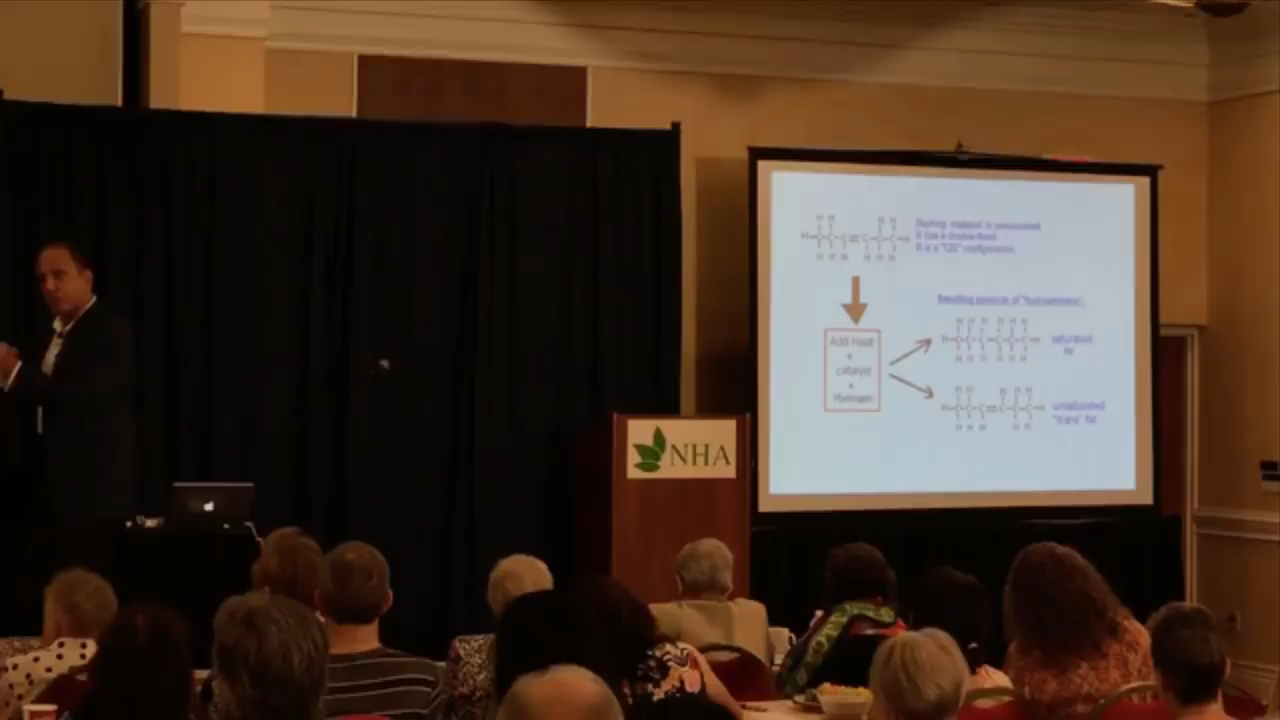 Starting material is unsaturated
It has a double-bond
It is a "CIS" configuration
Resulting products of "hydrogenation":
Add Heat
+
catalyst
+
Hydrogen
saturated
fat
unsaturated
"trans" fat
NHA